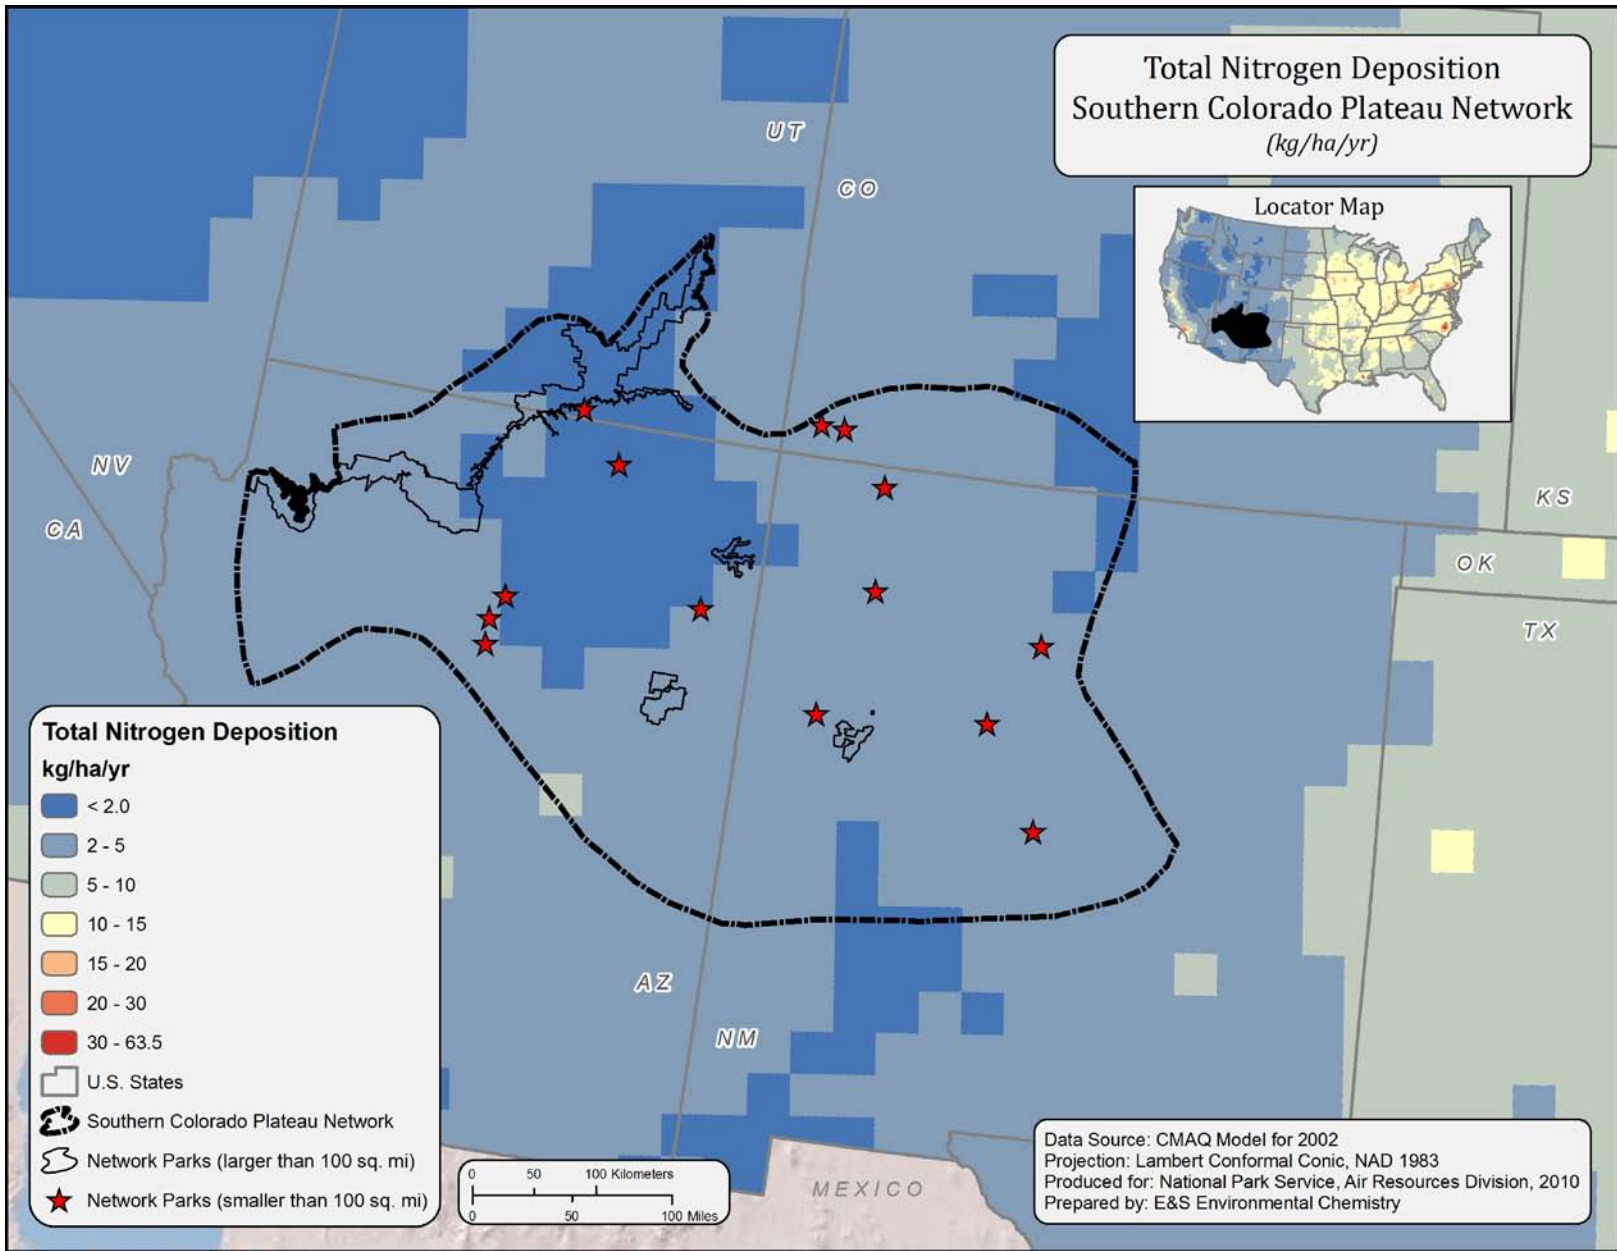 Total Nitrogen Deposition
Southern Colorado Plateau Network
(kg/ha/yr)
Locator Map
UT
CO
NV
CA
KS
OK
TX
AZ
NM
MEXICO
Total Nitrogen Deposition
kg/ha/yr
< 2.0
2 - 5
5 - 10
10 - 15
15 - 20
20 - 30
30 - 63.5
U.S. States
Southern Colorado Plateau Network
Network Parks (larger than 100 sq. mi)
Network Parks (smaller than 100 sq. mi)
0 50 100 Kilometers
0 50 100 Miles
Data Source: CMAQ Model for 2002
Projection: Lambert Conformal Conic, NAD 1983
Produced for: National Park Service, Air Resources Division, 2010
Prepared by: E&S Environmental Chemistry